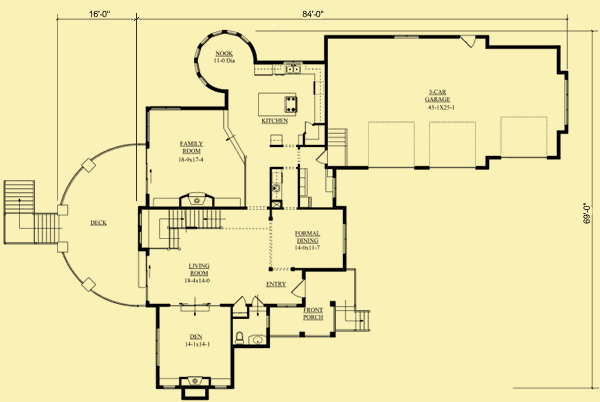 16'-0"
84'-0"
NOOK
11-0 Dia
3-CAR
GARAGE
45-1X25-1
KITCHEN
FAMILY
ROOM
18-9x17-4
69'-0"
DECK
FORMAL
DINING
14-0x11-7
LIVING
ROOM
18-4x14-0
ENTRY
FRONT
PORCH
DEN
14-1x14-1